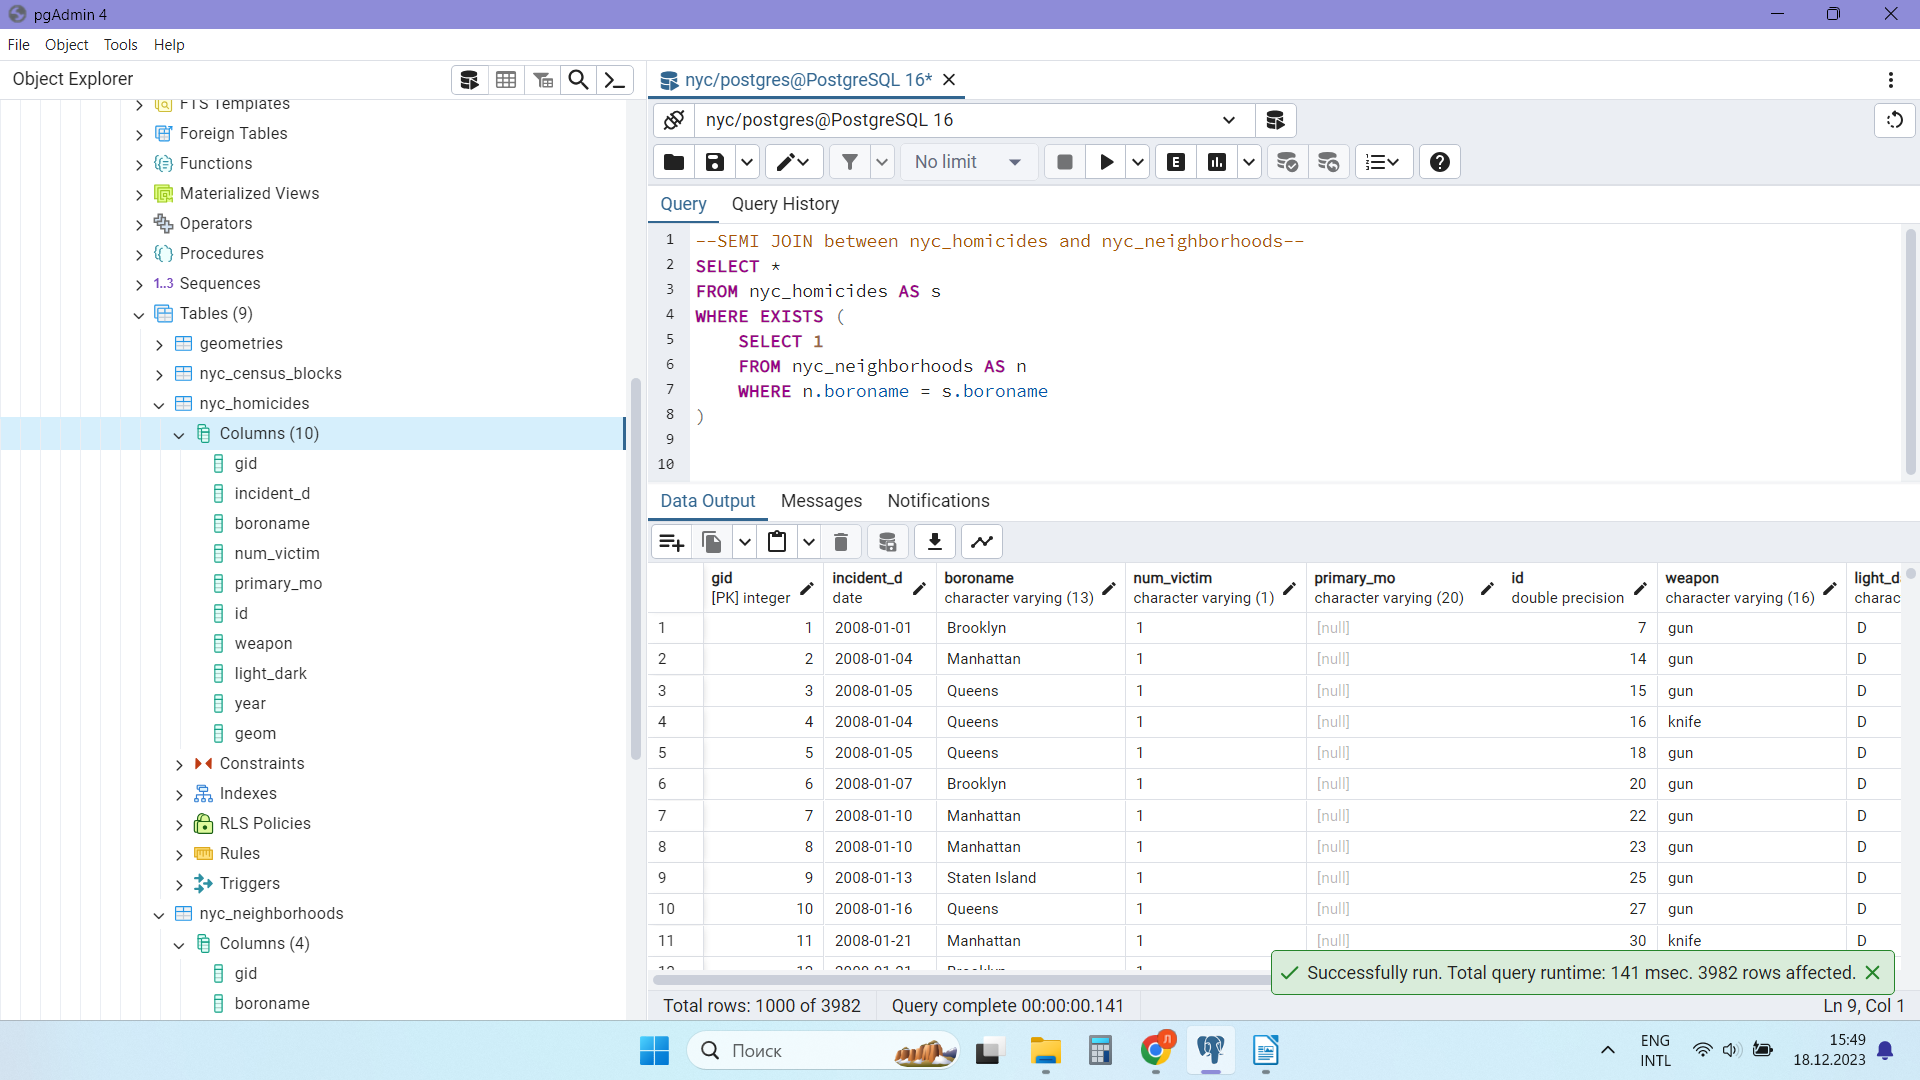 pgAdmin 4
File Object Tools Help
Object Explorer
FTS Templates
Foreign Tables
Functions
Materialized Views
Operators
Procedures
1..3 Sequences
Tables (9)
geometries
nyc_census_blocks
nyc_homicides
Columns (10)
gid
incident_d
boroname
num_victim
primary_mo
id
weapon
light_dark
year
geom
Constraints
Indexes
RLS Policies
Rules
Triggers
nyc_neighborhoods
Columns (4)
gid
boroname
nyc/postgres@PostgreSQL 16*
nyc/postgres@PostgreSQL 16
No limit
E
Query Query History
1 --SEMI JOIN between nyc_homicides and nyc_neighborhoods--
2 SELECT *
3 FROM nyc_homicides AS s
4 WHERE EXISTS (
5 SELECT 1
6 FROM nyc_neighborhoods AS n
7 WHERE n.boroname = s.boroname
8 )
9
10
Data Output Messages Notifications
gid incident_d boroname num_victim primary_mo id weapon light_d
[PK] integer date character varying (13) character varying (1) character varying (20) double precision character varying (16) charac
1 1 2008-01-01 Brooklyn 1 [null] 7 gun D
2 2 2008-01-04 Manhattan 1 [null] 14 gun D
3 3 2008-01-05 Queens 1 [null] 15 gun D
4 4 2008-01-04 Queens 1 [null] 16 knife D
5 5 2008-01-05 Queens 1 [null] 18 gun D
6 6 2008-01-07 Brooklyn 1 [null] 20 gun D
7 7 2008-01-10 Manhattan 1 [null] 22 gun D
8 8 2008-01-10 Manhattan 1 [null] 23 gun D
9 9 2008-01-13 Staten Island 1 [null] 25 gun D
10 10 2008-01-16 Queens 1 [null] 27 gun D
11 11 2008-01-21 Manhattan 1 [null] 30 knife D
Successfully run. Total query runtime: 141 msec. 3982 rows affected.
Total rows: 1000 of 3982 Query complete 00:00:00.141 Ln 9, Col 1
Поиск
Л
ENG
INTL
15:49
18.12.2023